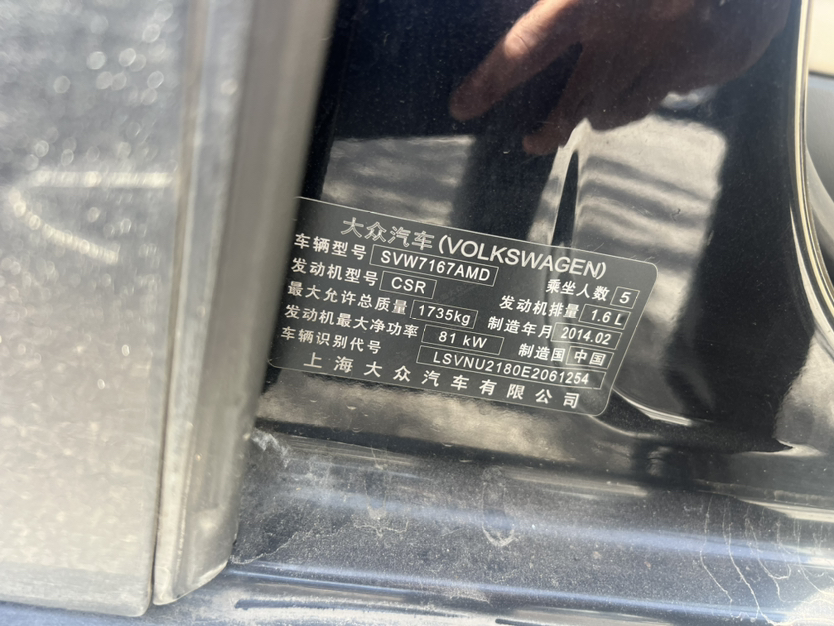 大众汽车(VOLKSWAGEN)
车辆型号 SVW7167AMD 乘坐人数 5
发动机型号 CSR 发动机排量 1.6 L
最大允许总质量 1735kg 制造年月 2014.02
发动机最大净功率 81 kW 制造国 中国
车辆识别代号 LSVNU2180E2061254
上海大众汽车有限公司